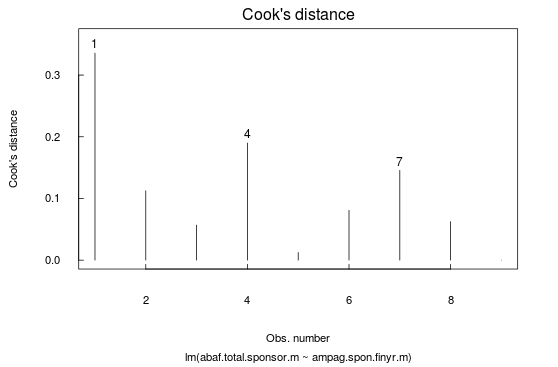 Cook's distance
1
4
7
0.3
0.2
0.1
0.0
Cook's distance
2 4 6 8
Obs. number
lm(abaf.total.sponsor.m ~ ampag.spon.finyr.m)